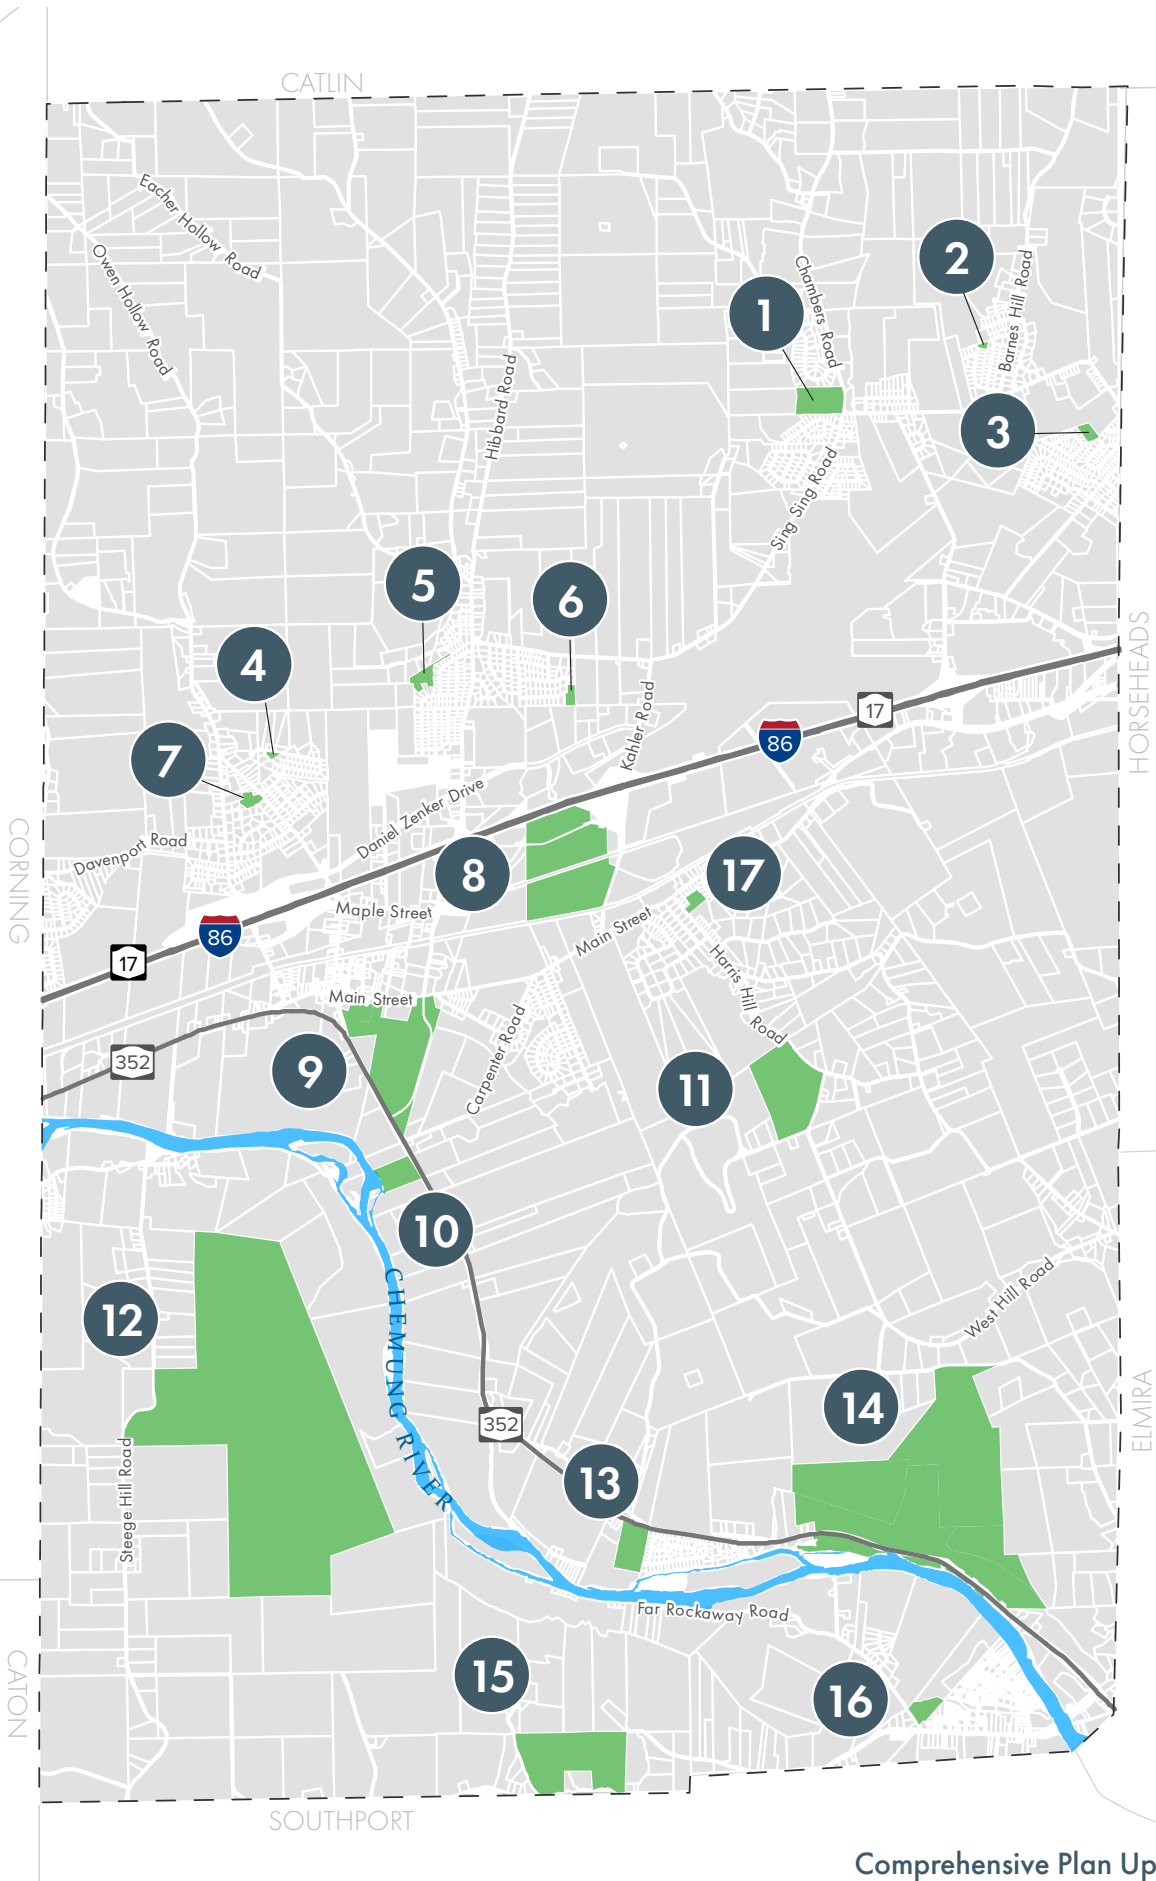 CATLIN
Eacher Hollow Road
Owen Hollow Road
Hibbard Road
Chambers Road
Barnes Hill Road
2
1
3
Sing Sing Road
5
6
4
HORSEHEADS
7
Kahler Road
17
86
Daniel Zenker Drive
Davenport Road
CORNING
8
17
Maple Street
86
Main Street
17
Harris Hill Road
Main Street
352
9
Carpenter Road
11
10
CHEMUNG RIVER
12
West Hill Road
14
ELMIRA
352
13
Steege Hill Road
Far Rockaway Road
15
16
CATON
SOUTHPORT
Comprehensive Plan Up